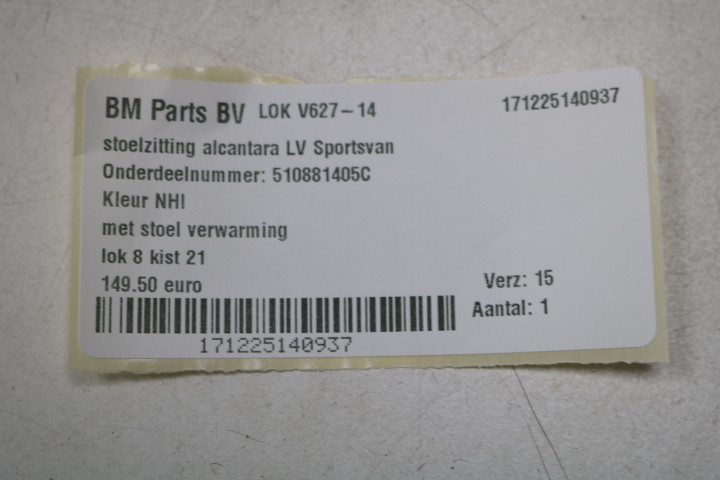 BM Parts BV LOK V627-14 171225140937
stoelzitting alcantara LV Sportsvan
Onderdeelnummer: 510881405C
Kleur NHI
met stoel verwarming
lok 8 kist 21
149.50 euro Verz: 15
Aantal: 1
171225140937